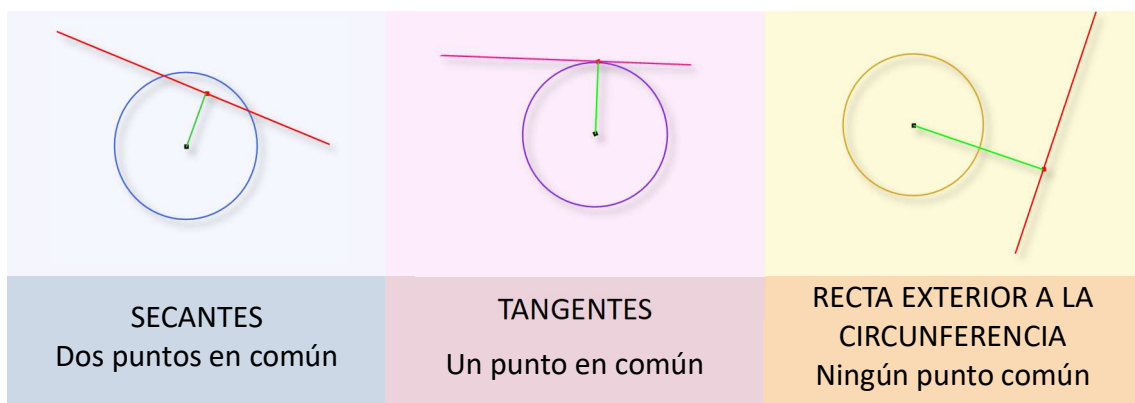 SECANTES
Dos puntos en común
TANGENTES
Un punto en común
RECTA EXTERIOR A LA
CIRCUNFERENCIA
Ningún punto común